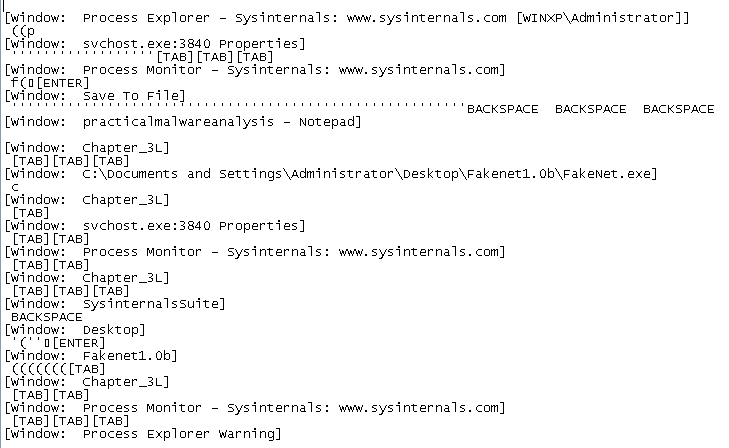 [Window:  Process Explorer - Sysinternals: www.sysinternals.com [WINXP\Administrator]]
((p
[Window:  svchost.exe:3840 Properties]
''''''''''''''''''[TAB][TAB][TAB]
[Window:  Process Monitor - Sysinternals: www.sysinternals.com]
f(▯[ENTER]
[Window:  Save To File]
'''''''''''''''''''''''''''''''''''''''''''''''''''''''''BACKSPACE  BACKSPACE  BACKSPACE
[Window:  practicalmalwareanalysis - Notepad]
[Window:  Chapter_3L]
[TAB][TAB][TAB]
[Window:  C:\Documents and Settings\Administrator\Desktop\Fakenet1.0b\FakeNet.exe]
c
[Window:  Chapter_3L]
[TAB]
[Window:  svchost.exe:3840 Properties]
[TAB][TAB]
[Window:  Process Monitor - Sysinternals: www.sysinternals.com]
[TAB][TAB]
[Window:  Chapter_3L]
[TAB][TAB][TAB]
[Window:  SysinternalsSuite]
BACKSPACE
[Window:  Desktop]
'(''▯[ENTER]
[Window:  Fakenet1.0b]
((((((([TAB]
[Window:  Chapter_3L]
[TAB][TAB]
[Window:  Process Monitor - Sysinternals: www.sysinternals.com]
[TAB][TAB][TAB]
[Window:  Process Explorer Warning]